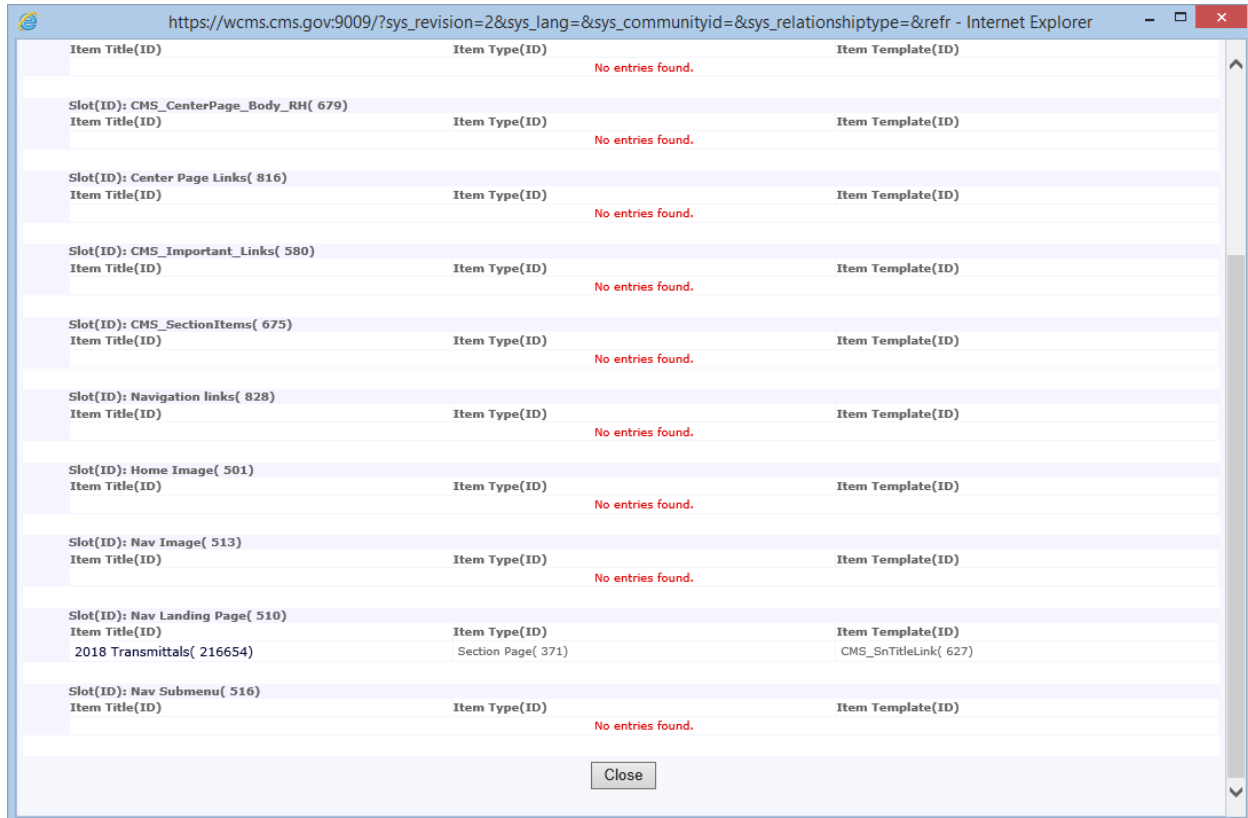 https://wcms.cms.gov:9009/?sys_revision=2&sys_lang=&sys_communityid=&sys_relationshiptype=&refr - Internet Explorer
Item Title(ID) Item Type(ID) Item Template(ID)
No entries found.
Slot(ID): CMS_CenterPage_Body_RH( 679)
Item Title(ID) Item Type(ID) Item Template(ID)
No entries found.
Slot(ID): Center Page Links( 816)
Item Title(ID) Item Type(ID) Item Template(ID)
No entries found.
Slot(ID): CMS_Important_Links( 580)
Item Title(ID) Item Type(ID) Item Template(ID)
No entries found.
Slot(ID): CMS_SectionItems( 675)
Item Title(ID) Item Type(ID) Item Template(ID)
No entries found.
Slot(ID): Navigation links( 828)
Item Title(ID) Item Type(ID) Item Template(ID)
No entries found.
Slot(ID): Home Image( 501)
Item Title(ID) Item Type(ID) Item Template(ID)
No entries found.
Slot(ID): Nav Image( 513)
Item Title(ID) Item Type(ID) Item Template(ID)
No entries found.
Slot(ID): Nav Landing Page( 510)
Item Title(ID) Item Type(ID) Item Template(ID)
2018 Transmittals( 216654) Section Page( 371) CMS_SnTitleLink( 627)
Slot(ID): Nav Submenu( 516)
Item Title(ID) Item Type(ID) Item Template(ID)
No entries found.
Close